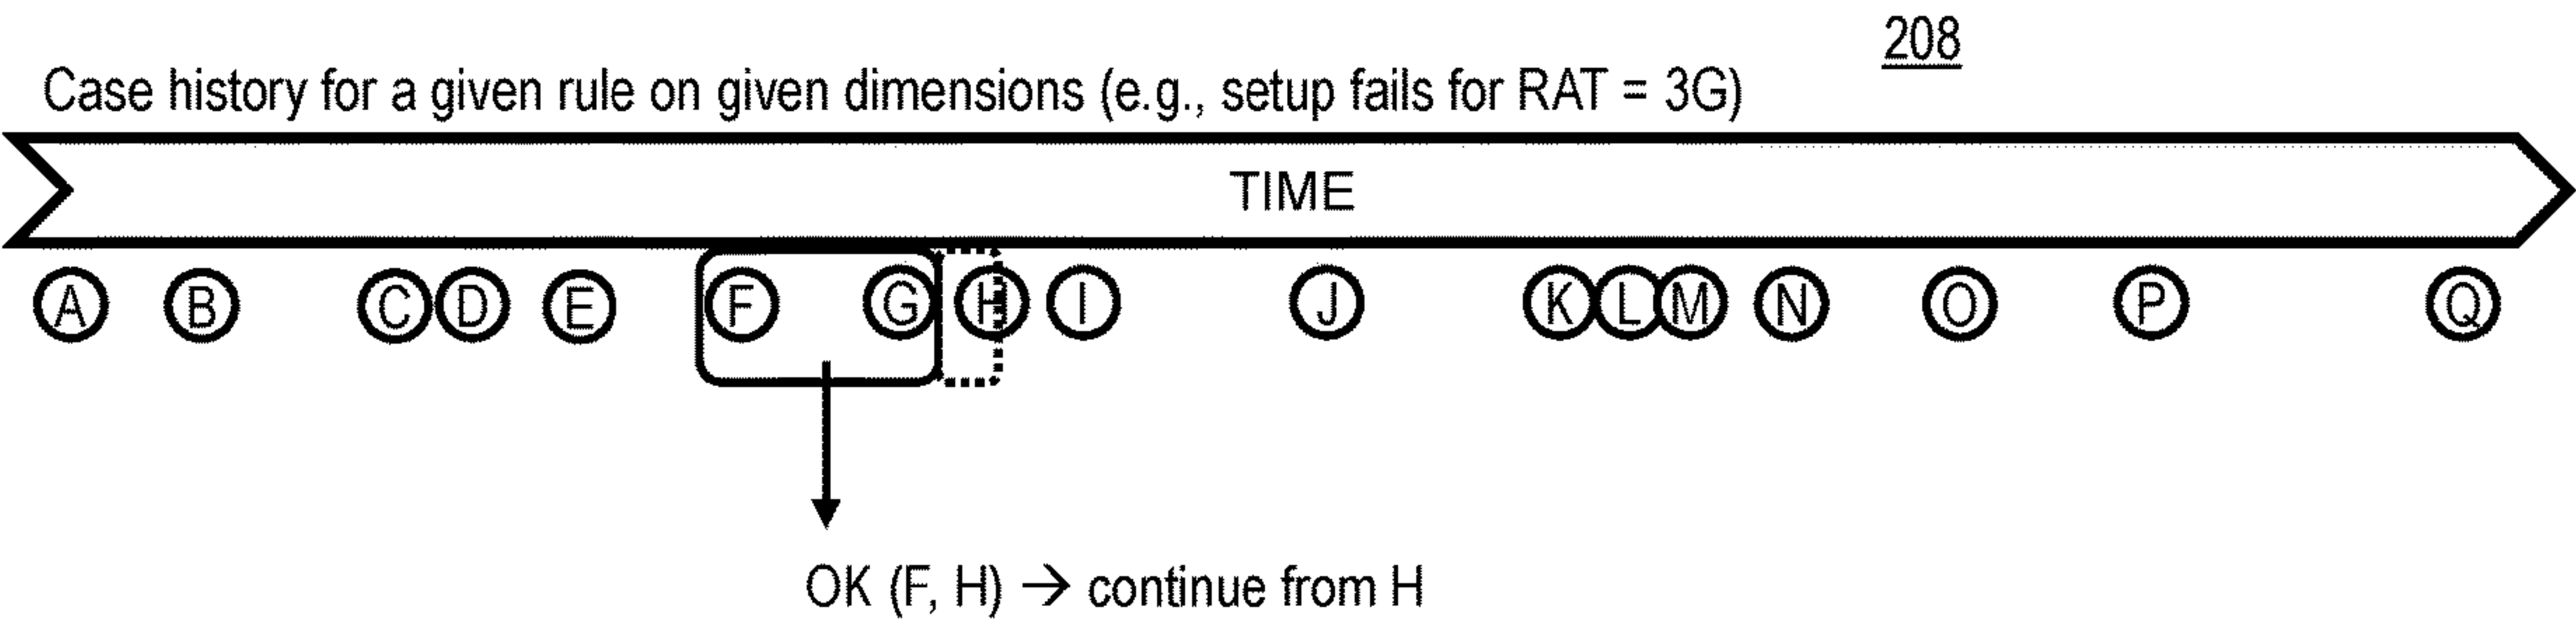 208
Case history for a given rule on given dimensions (e.g., setup fails for RAT = 3G)
TIME
A B C D E F G H I J K L M N O P Q
OK (F, H) → continue from H